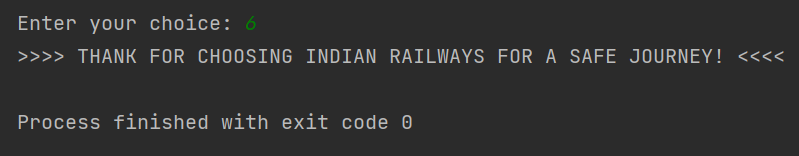 Enter your choice: 6
>>>> THANK FOR CHOOSING INDIAN RAILWAYS FOR A SAFE JOURNEY! <<<<
Process finished with exit code 0